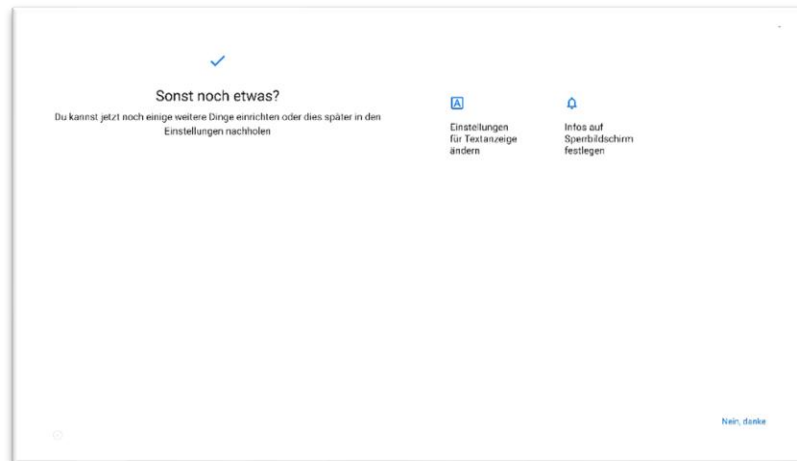 Sonst noch etwas?
Du kannst jetzt noch einige weitere Dinge einrichten oder dies später in den
Einstellungen nachholen
Einstellungen
für Textanzeige
ändern
Infos auf
Sperrbildschirm
festlegen
Nein, danke